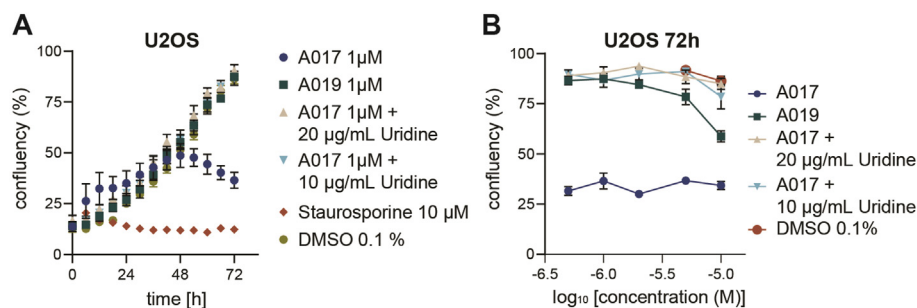 A
U2OS
confluency (%)
100
75
50
25
0
0
24
48
72
time [h]
A017 1µM
A019 1µM
A017 1µM +
20 µg/mL Uridine
A017 1µM +
10 µg/mL Uridine
Staurosporine 10 µM
DMSO 0.1 %
B
U2OS 72h
confluency (%)
100
75
50
25
0
-6.5
-6.0
-5.5
-5.0
log₁₀ [concentration (M)]
A017
A019
A017 +
20 µg/mL Uridine
A017 +
10 µg/mL Uridine
DMSO 0.1%